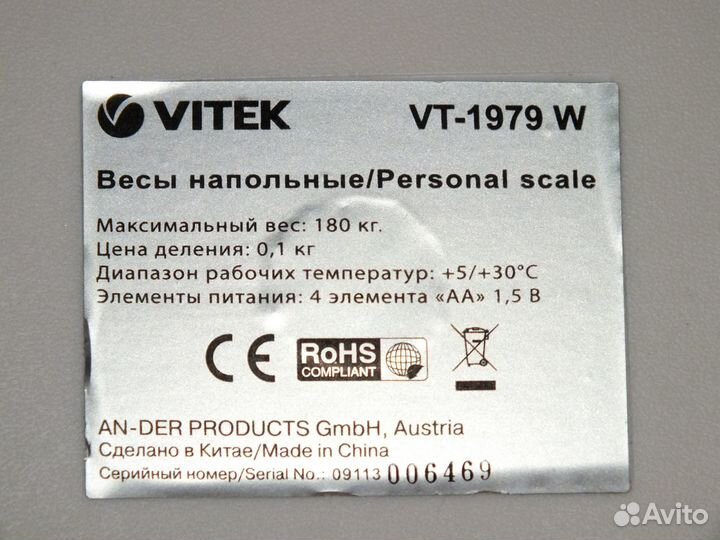 VITEK VT-1979 W
Весы напольные/Personal scale
Максимальный вес: 180 кг.
Цена деления: 0,1 кг
Диапазон рабочих температур: +5/+30°C
Элементы питания: 4 элемента «АА» 1,5 В
CE RoHS
COMPLIANT
AN-DER PRODUCTS GmbH, Austria
Сделано в Китае/Made in China
Серийный номер/Serial No.: 09113 006469
Avito